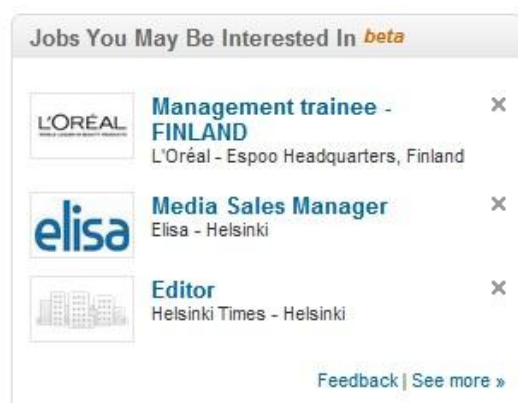 Jobs You May Be Interested In beta
L'ORÉAL
Management trainee -
FINLAND
L'Oréal - Espoo Headquarters, Finland
elisa
Media Sales Manager
Elisa - Helsinki
Editor
Helsinki Times - Helsinki
Feedback | See more »